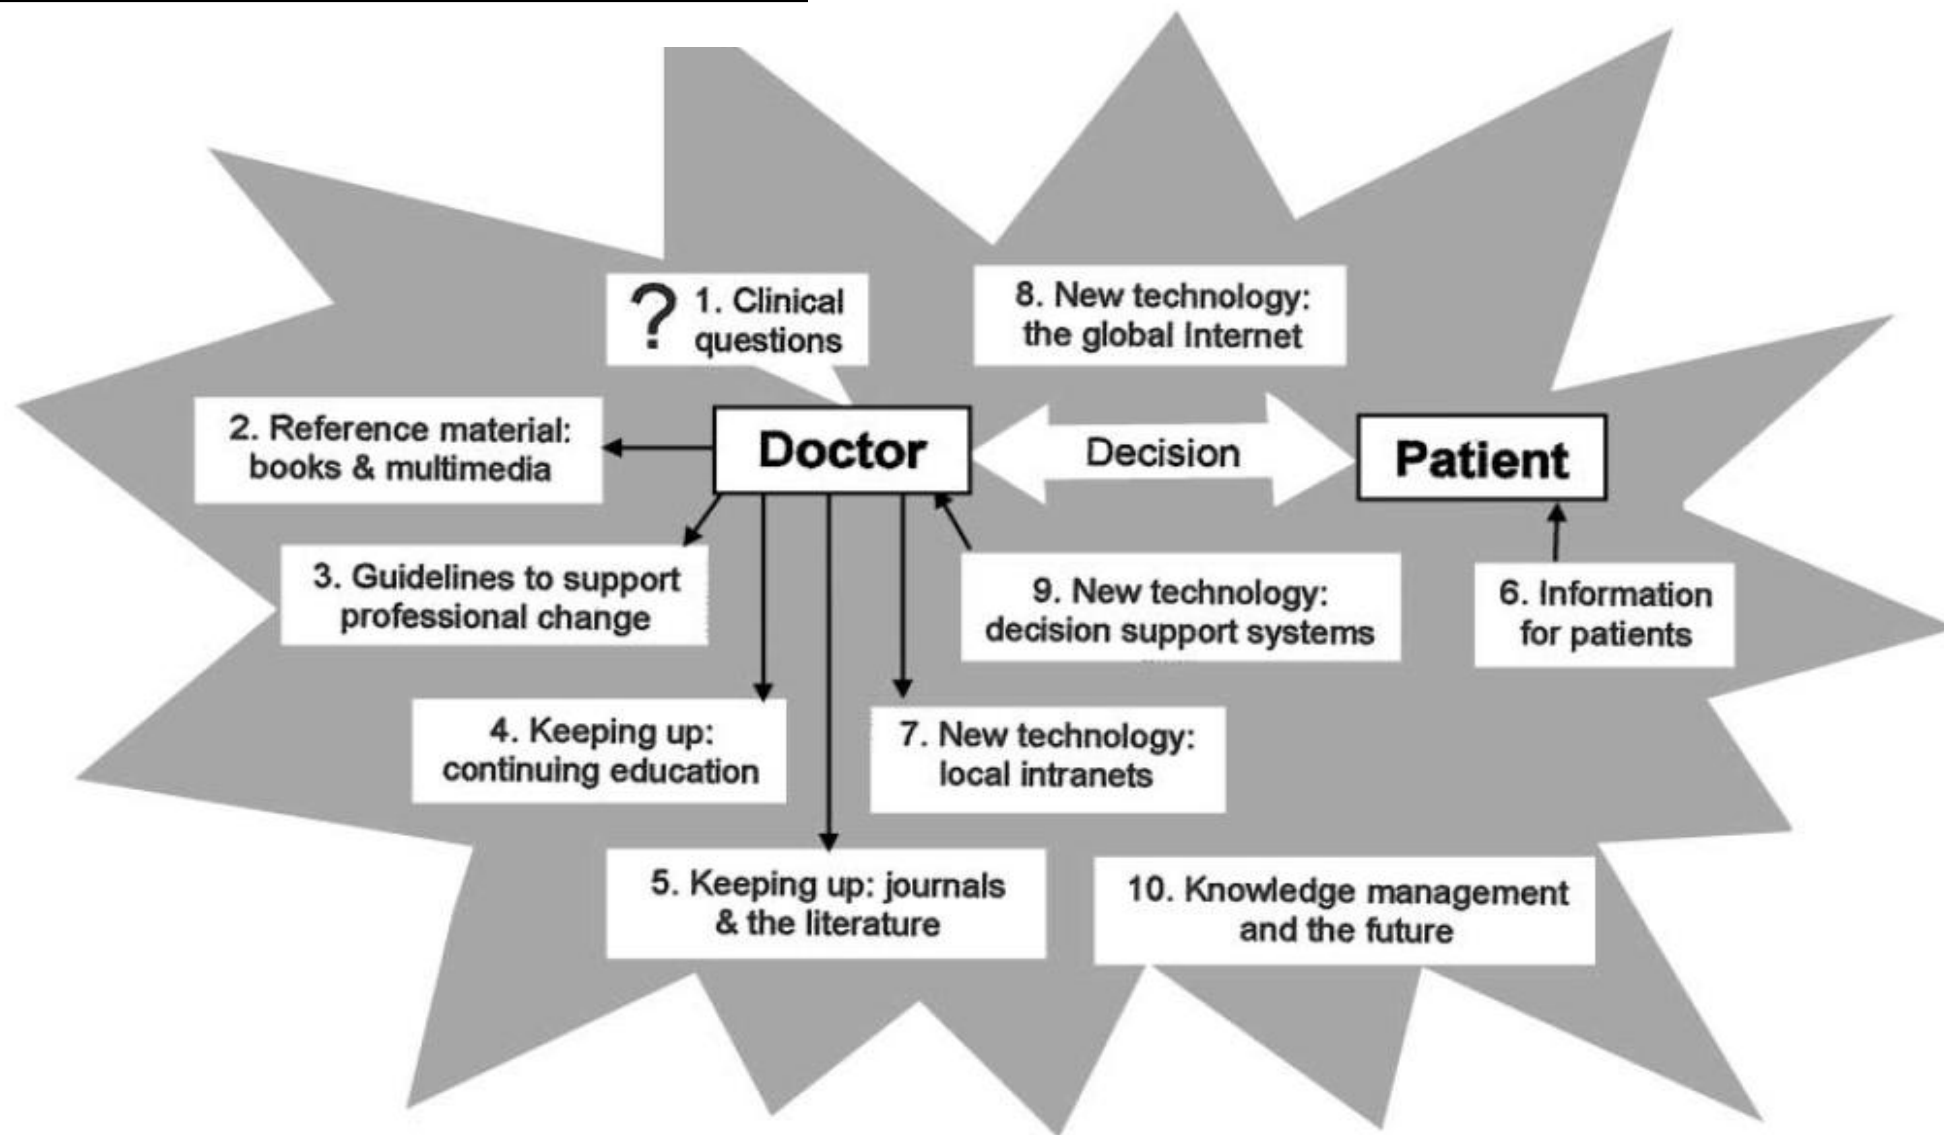 ?
1. Clinical
questions
8. New technology:
the global Internet
2. Reference material:
books & multimedia
Doctor
Decision
Patient
3. Guidelines to support
professional change
9. New technology:
decision support systems
6. Information
for patients
4. Keeping up:
continuing education
7. New technology:
local intranets
5. Keeping up: journals
& the literature
10. Knowledge management
and the future